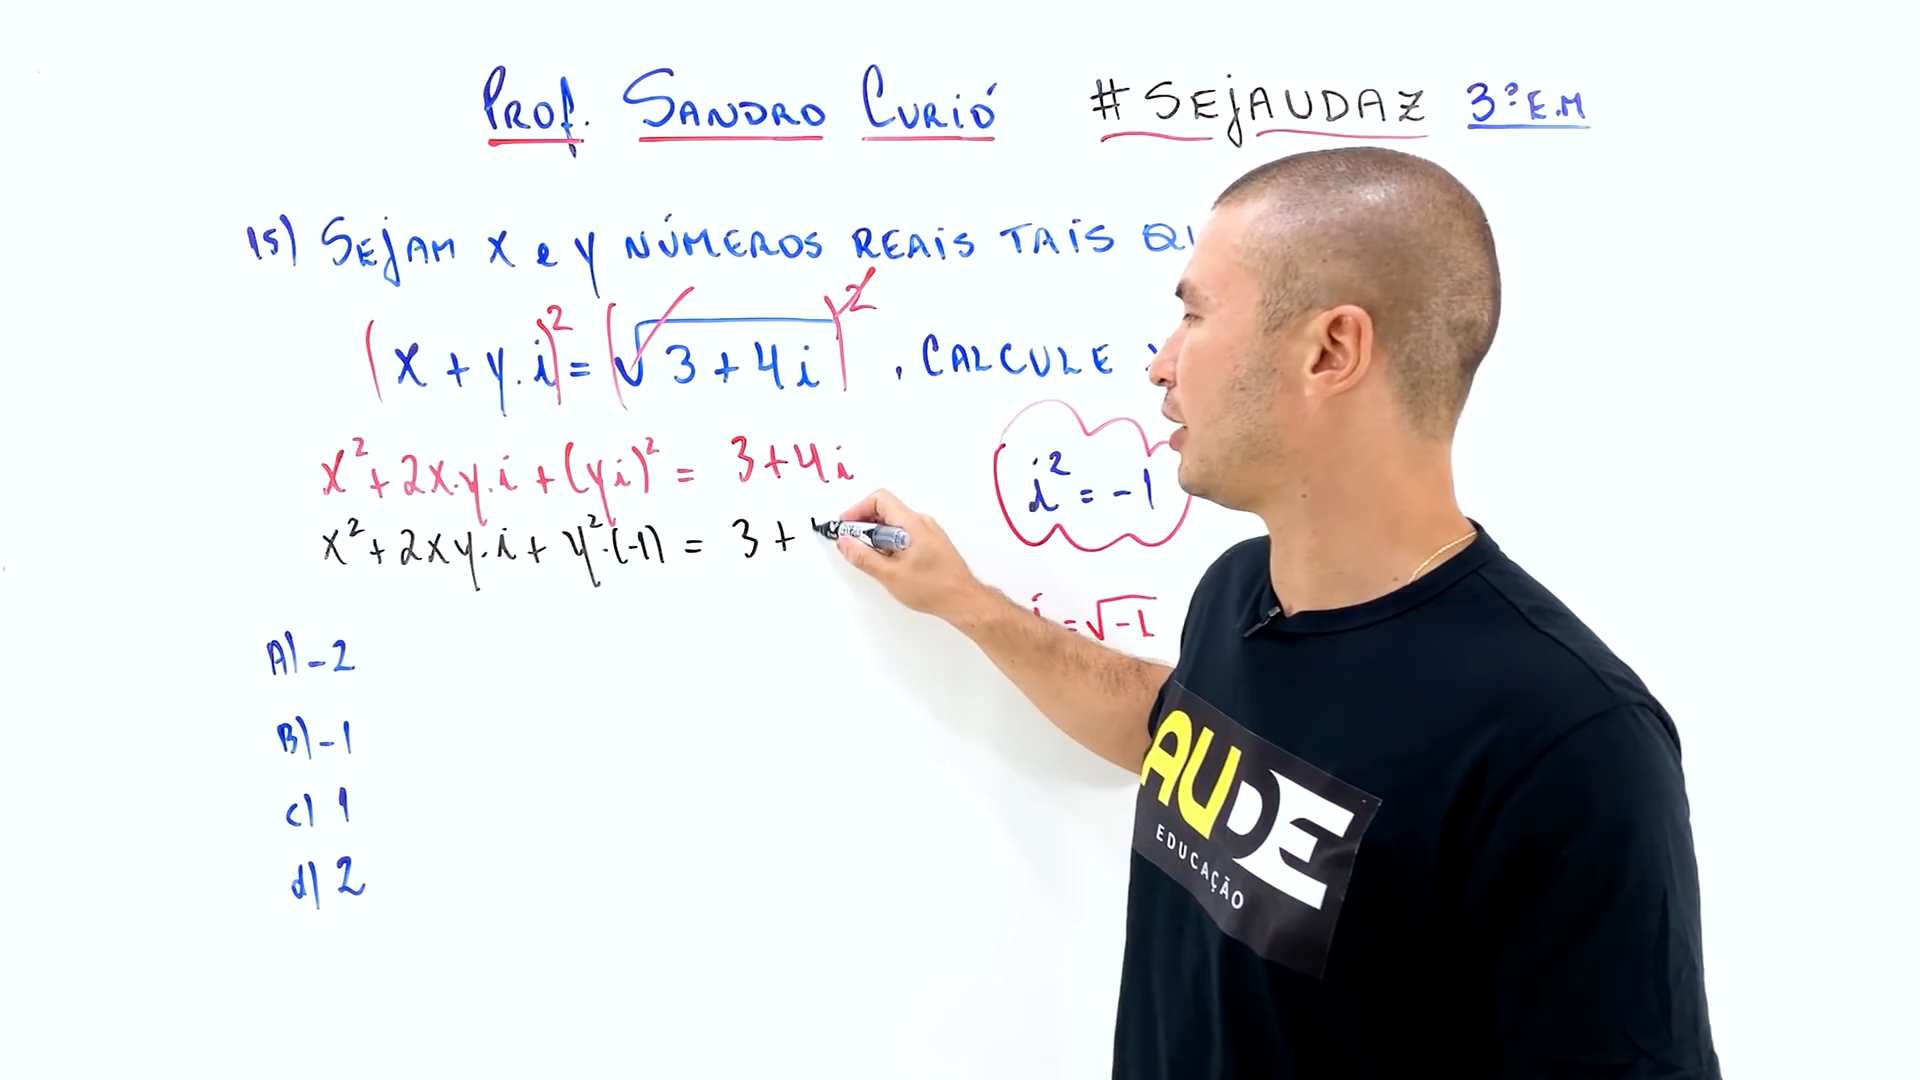 PROF. SANDRO CURIÓ #SEJAUDAZ 3º E.M
15) SEJAM X e Y NÚMEROS REAIS TAIS
(x + y.i)² = (√3 + 4i)² , CALCULE
x² + 2x.y.i + (yi)² = 3 + 4i
x² + 2xy.i + y².(-1) = 3 +
i² = -1
i = √-1
A) -2
B) -1
C) 1
d) 2
AUDE
EDUCAÇÃO